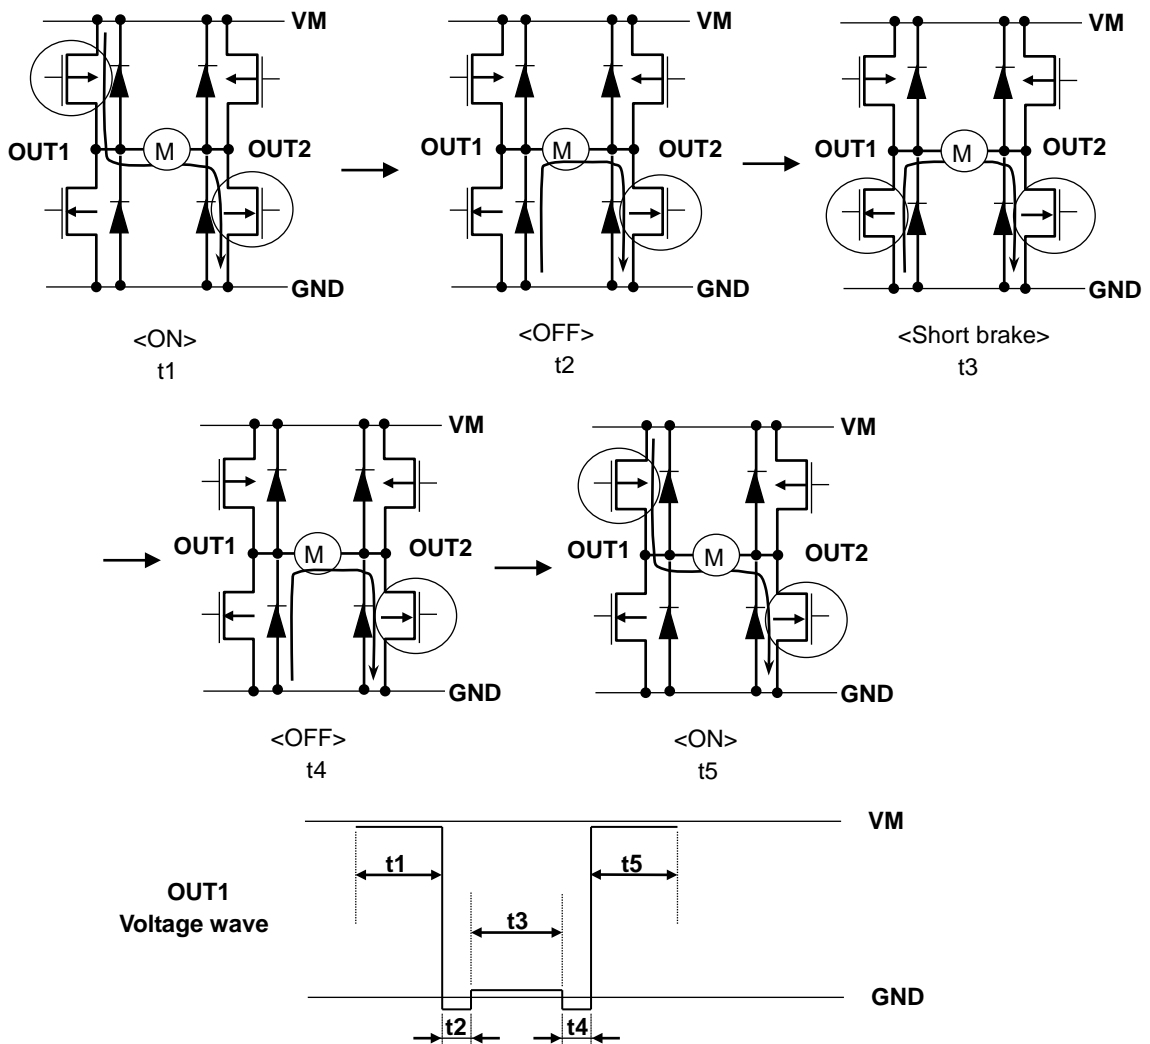 VM
VM
VM
OUT1
M
OUT2
OUT1
M
OUT2
OUT1
M
OUT2
GND
GND
GND
<ON>
t1
<OFF>
t2
<Short brake>
t3
VM
VM
OUT1
M
OUT2
OUT1
M
OUT2
GND
GND
<OFF>
t4
<ON>
t5
VM
t1
t5
OUT1
Voltage wave
t3
GND
t2
t4